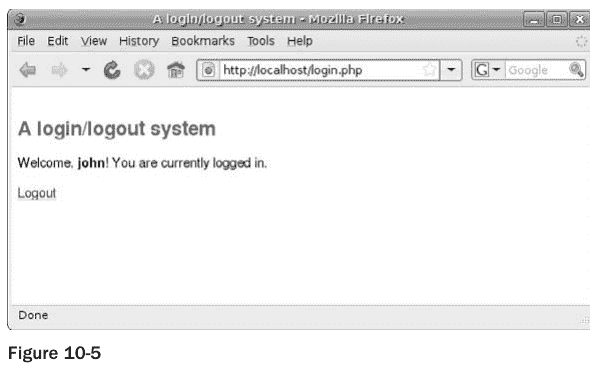 A login/logout system - Mozilla Firefox
File Edit View History Bookmarks Tools Help
http://localhost/login.php
G Google
A login/logout system
Welcome, john! You are currently logged in.
Logout
Done
Figure 10-5